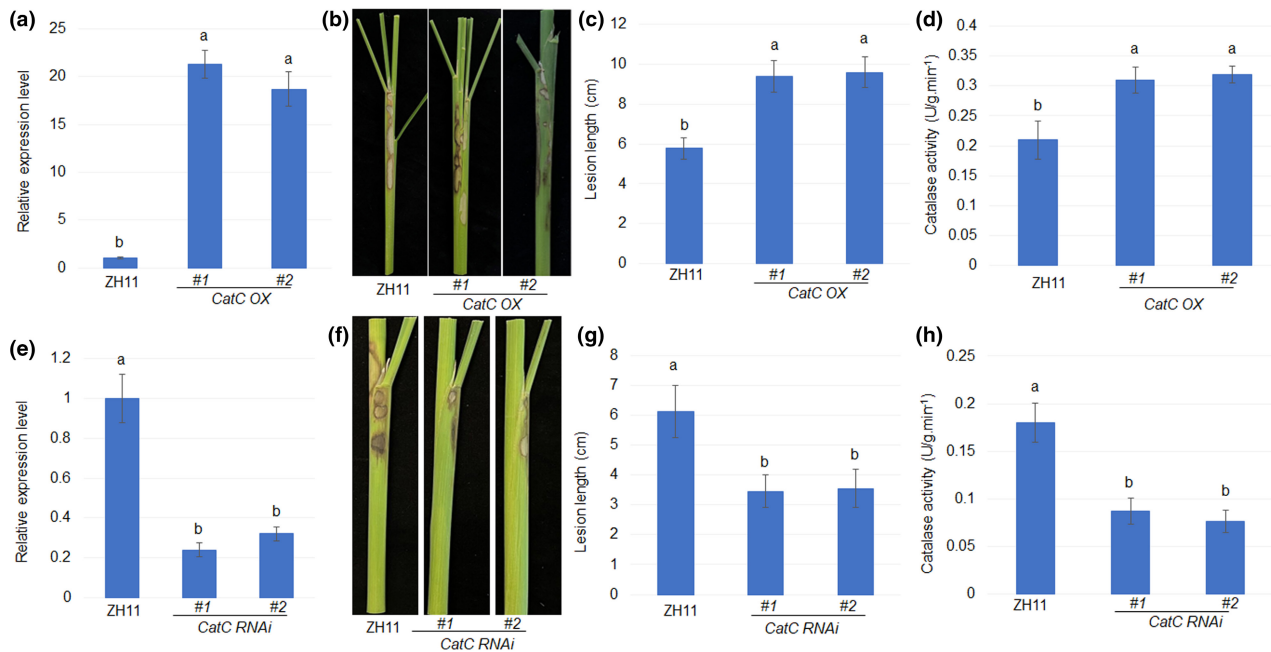 (a)
Relative expression level
25
20
15
10
5
0
b
a
a
ZH11
#1
#2
CatC OX
(b)
ZH11
#1
#2
CatC OX
(c)
Lesion length (cm)
12
10
8
6
4
2
0
b
a
a
ZH11
#1
#2
CatC OX
(d)
Catalase activity (U/g.min-1)
0.4
0.35
0.3
0.25
0.2
0.15
0.1
0.05
0
b
a
a
ZH11
#1
#2
CatC OX
(e)
Relative expression level
1.2
1
0.8
0.6
0.4
0.2
0
a
b
b
ZH11
#1
#2
CatC RNAi
(f)
ZH11
#1
#2
CatC RNAi
(g)
Lesion length (cm)
8
7
6
5
4
3
2
1
0
a
b
b
ZH11
#1
#2
CatC RNAi
(h)
Catalase activity (U/g.min-1)
0.25
0.2
0.15
0.1
0.05
0
a
b
b
ZH11
#1
#2
CatC RNAi